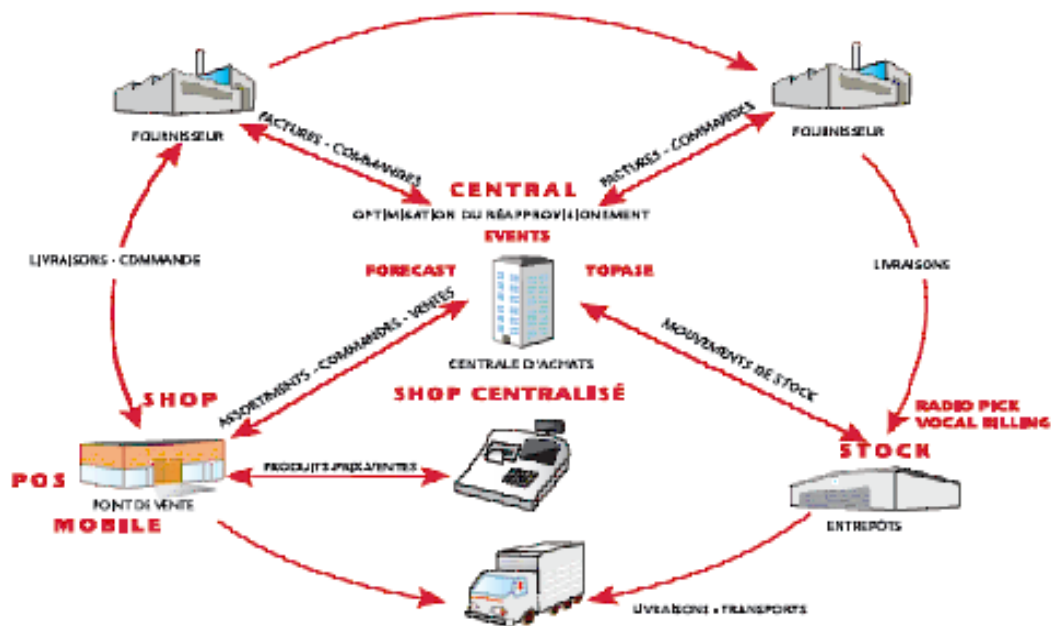 FOURNISSEUR
FOURNISSEUR
FACTURES - COMMANDES
FACTURES - COMMANDES
CENTRAL
OPTIMISATION DU RÉAPPROVISIONEMENT
EVENTS
LIVRAISONS - COMMANDE
FORECAST
TOPASE
LIVRAISONS
ASSORTIMENTS - COMMANDES - VENTES
MOUVEMENTS DE STOCK
CENTRALE D'ACHATS
SHOP
SHOP CENTRALISÉ
RADIO PICK
VOCAL BILLING
STOCK
PRODUITS-PRIX-VENTES
POS
POINT DE VENTE
MOBILE
ENTREPÔTS
LIVRAISONS - TRANSPORTS